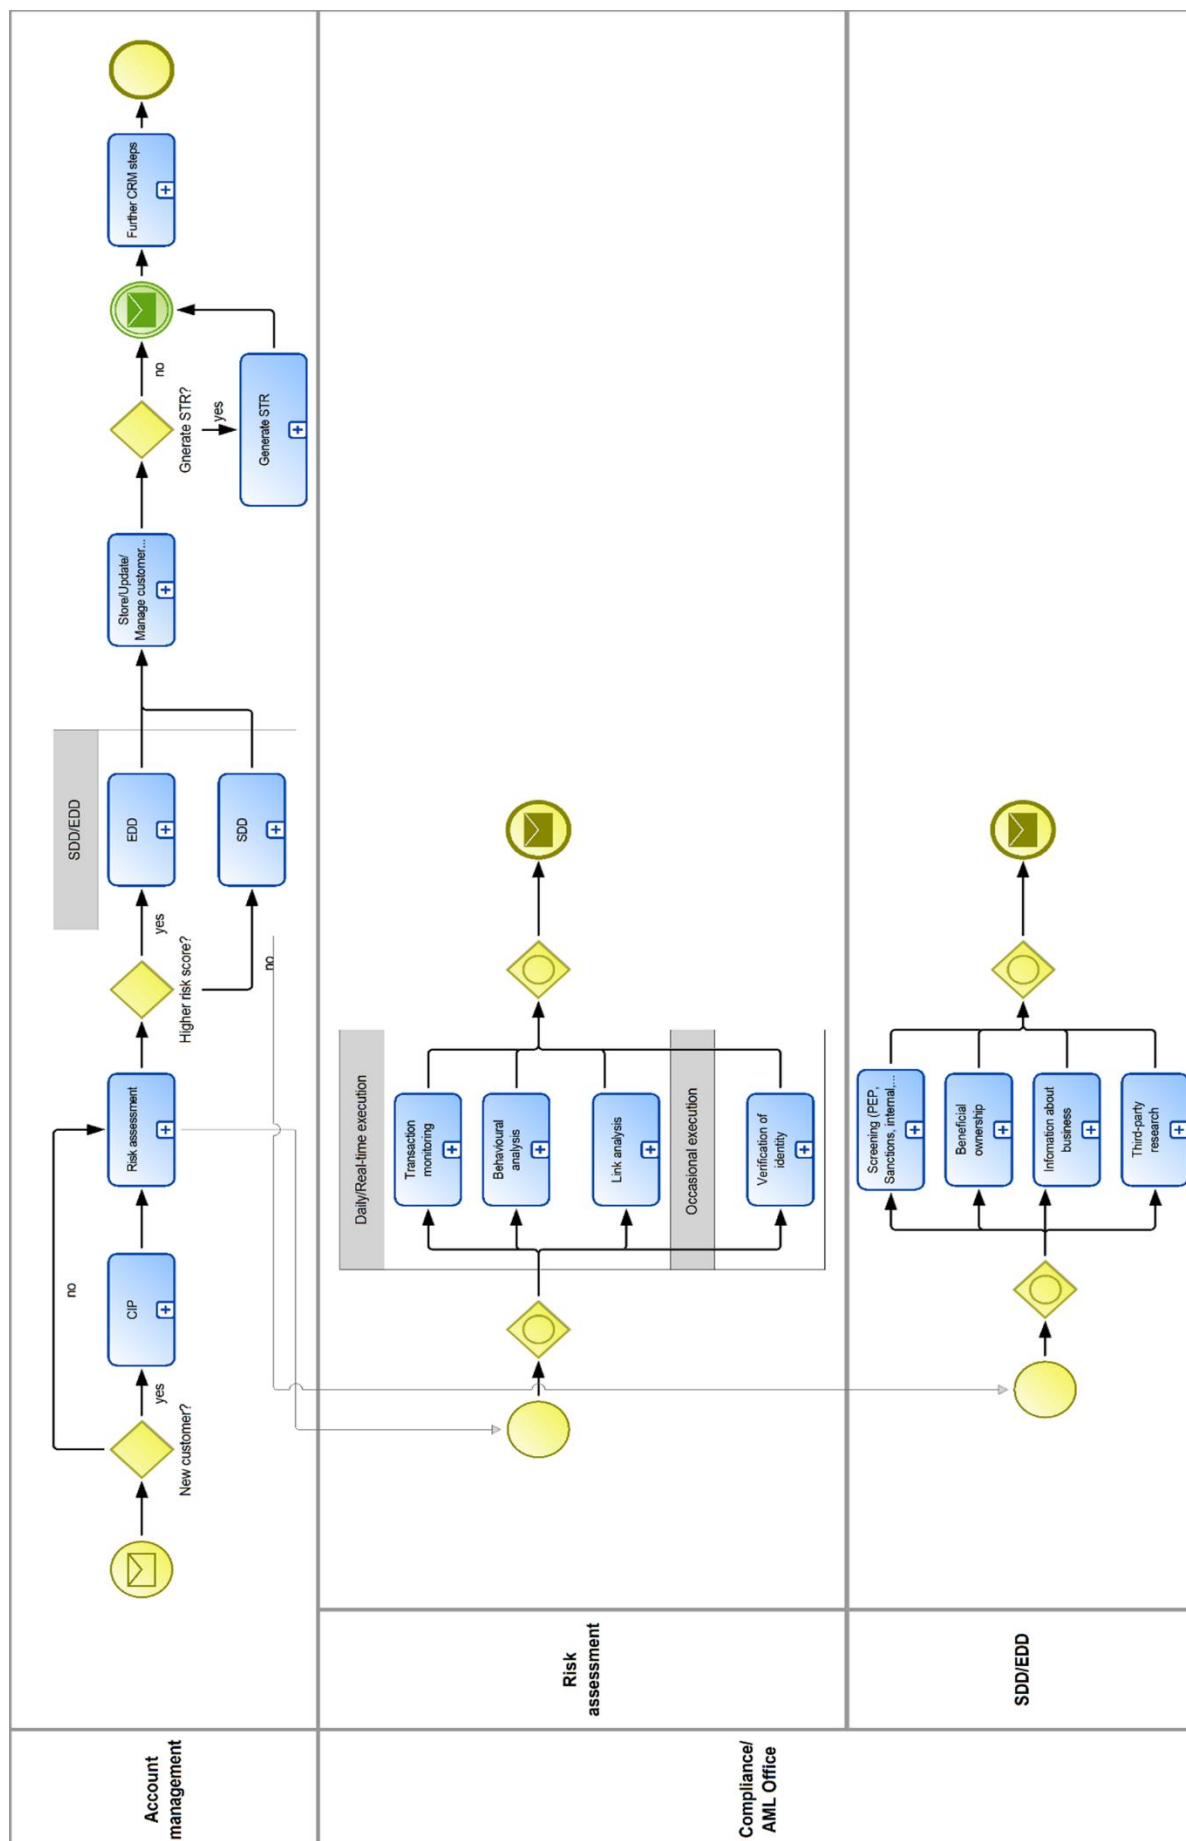 Account
management
New customer?
yes
no
CIP
Risk assessment
Higher risk score?
yes
no
SDD/EDD
EDD
SDD
Store/Update/
Manage customer...
Gnerate STR?
yes
no
Generate STR
Further CRM steps
Compliance/
AML Office
Risk
assessment
Daily/Real-time execution
Transaction
monitoring
Behavioural
analysis
Link analysis
Occasional execution
Verification of
identity
SDD/EDD
Screening (PEP,
Sanctions, internal,...
Beneficial
ownership
Infomation about
business
Third-party
research